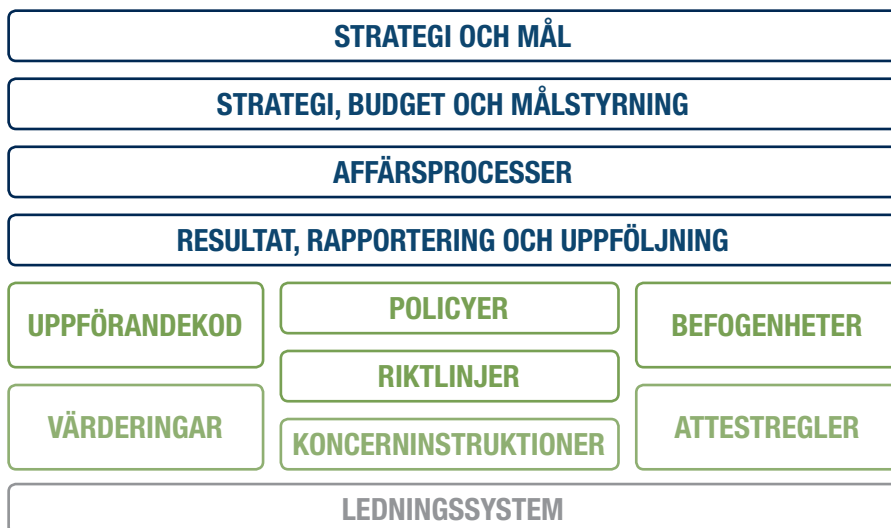 STRATEGI OCH MÅL
STRATEGI, BUDGET OCH MÅLSTYRNING
AFFÄRSPROCESSER
RESULTAT, RAPPORTERING OCH UPPFÖLJNING
UPPFÖRANDEKOD
POLICYER
BEFOGENHETER
RIKTLINJER
VÄRDERINGAR
KONCERNINSTRUKTIONER
ATTESTREGLER
LEDNINGSSYSTEM